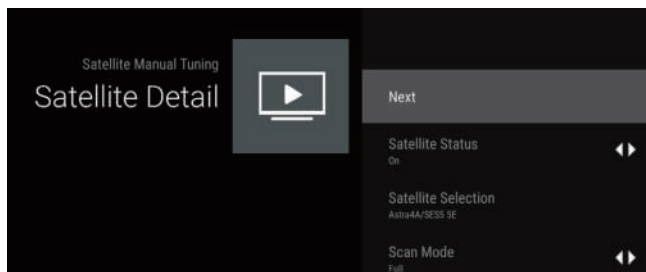 Satellite Manual Tuning
Satellite Detail
Next
Satellite Status
On
Satellite Selection
Astra4A/SES5 5E
Scan Mode
Full